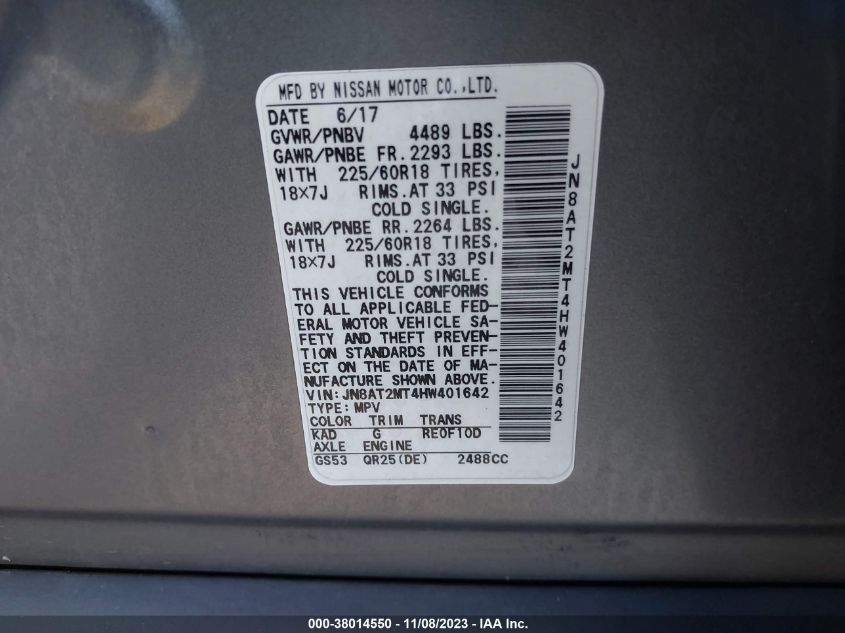 MFD BY NISSAN MOTOR CO.,LTD.
DATE 6/17
GVWR/PNBV 4489 LBS.
GAWR/PNBE FR. 2293 LBS.
WITH 225/60R18 TIRES,
18×7J RIMS.AT 33 PSI
COLD SINGLE.
GAWR/PNBE RR. 2264 LBS.
WITH 225/60R18 TIRES,
18×7J RIMS.AT 33 PSI
COLD SINGLE.
THIS VEHICLE CONFORMS
TO ALL APPLICABLE FED-
ERAL MOTOR VEHICLE SA-
FETY AND THEFT PREVEN-
TION STANDARDS IN EFF-
ECT ON THE DATE OF MA-
NUFACTURE SHOWN ABOVE.
VIN: JN8AT2MT4HW401642
TYPE: MPV
COLOR TRIM TRANS
KAD G RE0F10D
AXLE ENGINE
GS53 QR25(DE) 2488CC
JN8AT2MT4HW401642
000-38014550 - 11/08/2023 - IAA Inc.